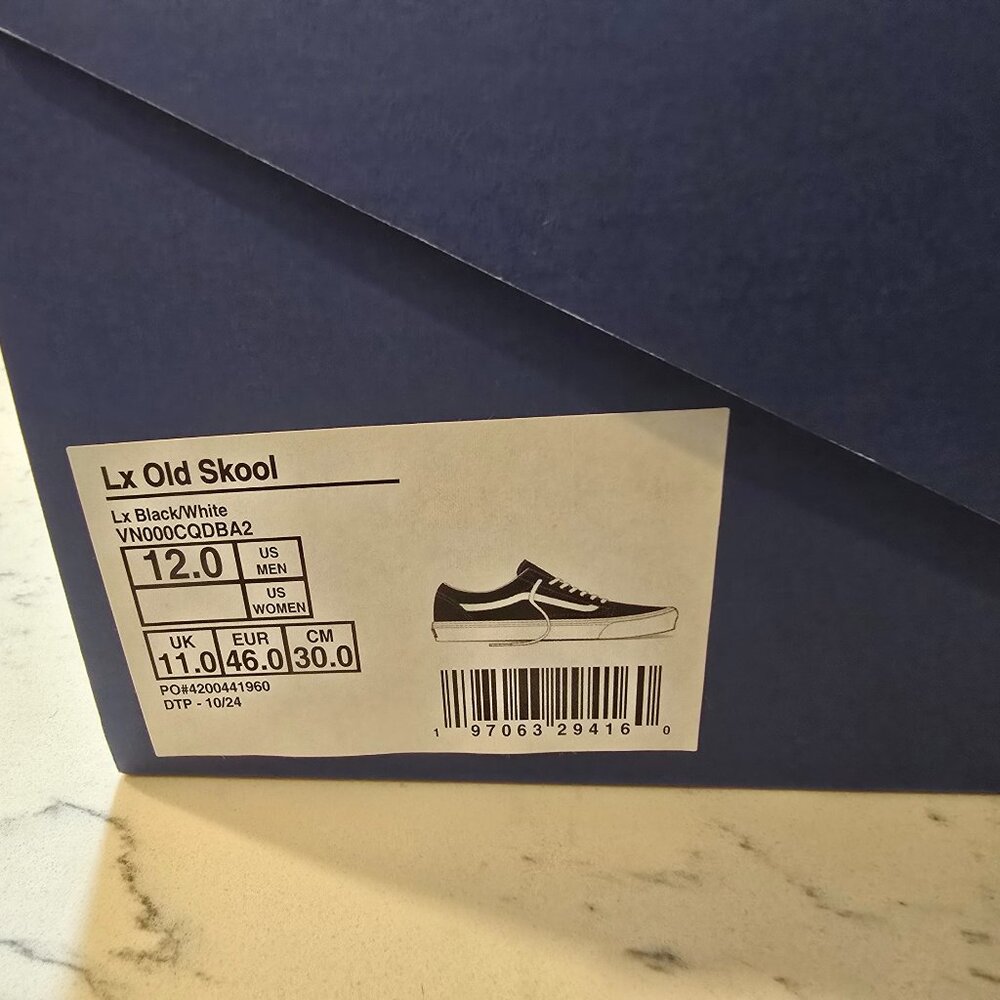 Lx Old Skool
Lx Black/White
VN000CQDBA2
12.0 US MEN
US WOMEN
UK EUR CM
11.0 46.0 30.0
PO#4200441960
DTP - 10/24
1 97063 29416 0